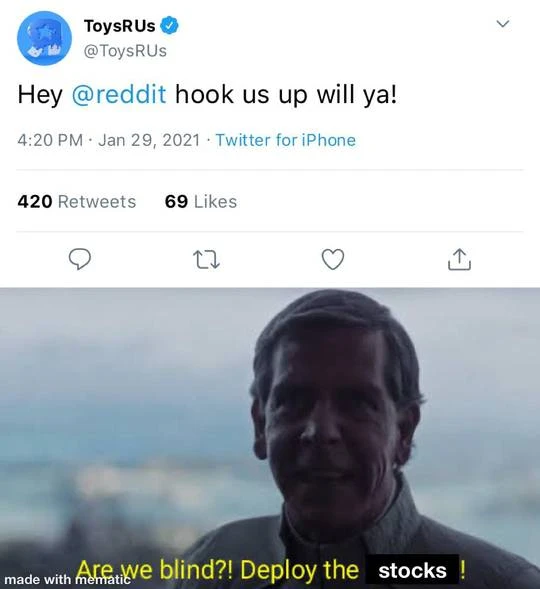 ToysRUs
@ToysRUs
Hey @reddit hook us up will ya!
4:20 PM · Jan 29, 2021 · Twitter for iPhone
420 Retweets 69 Likes
Are we blind?! Deploy the stocks !
made with mematic